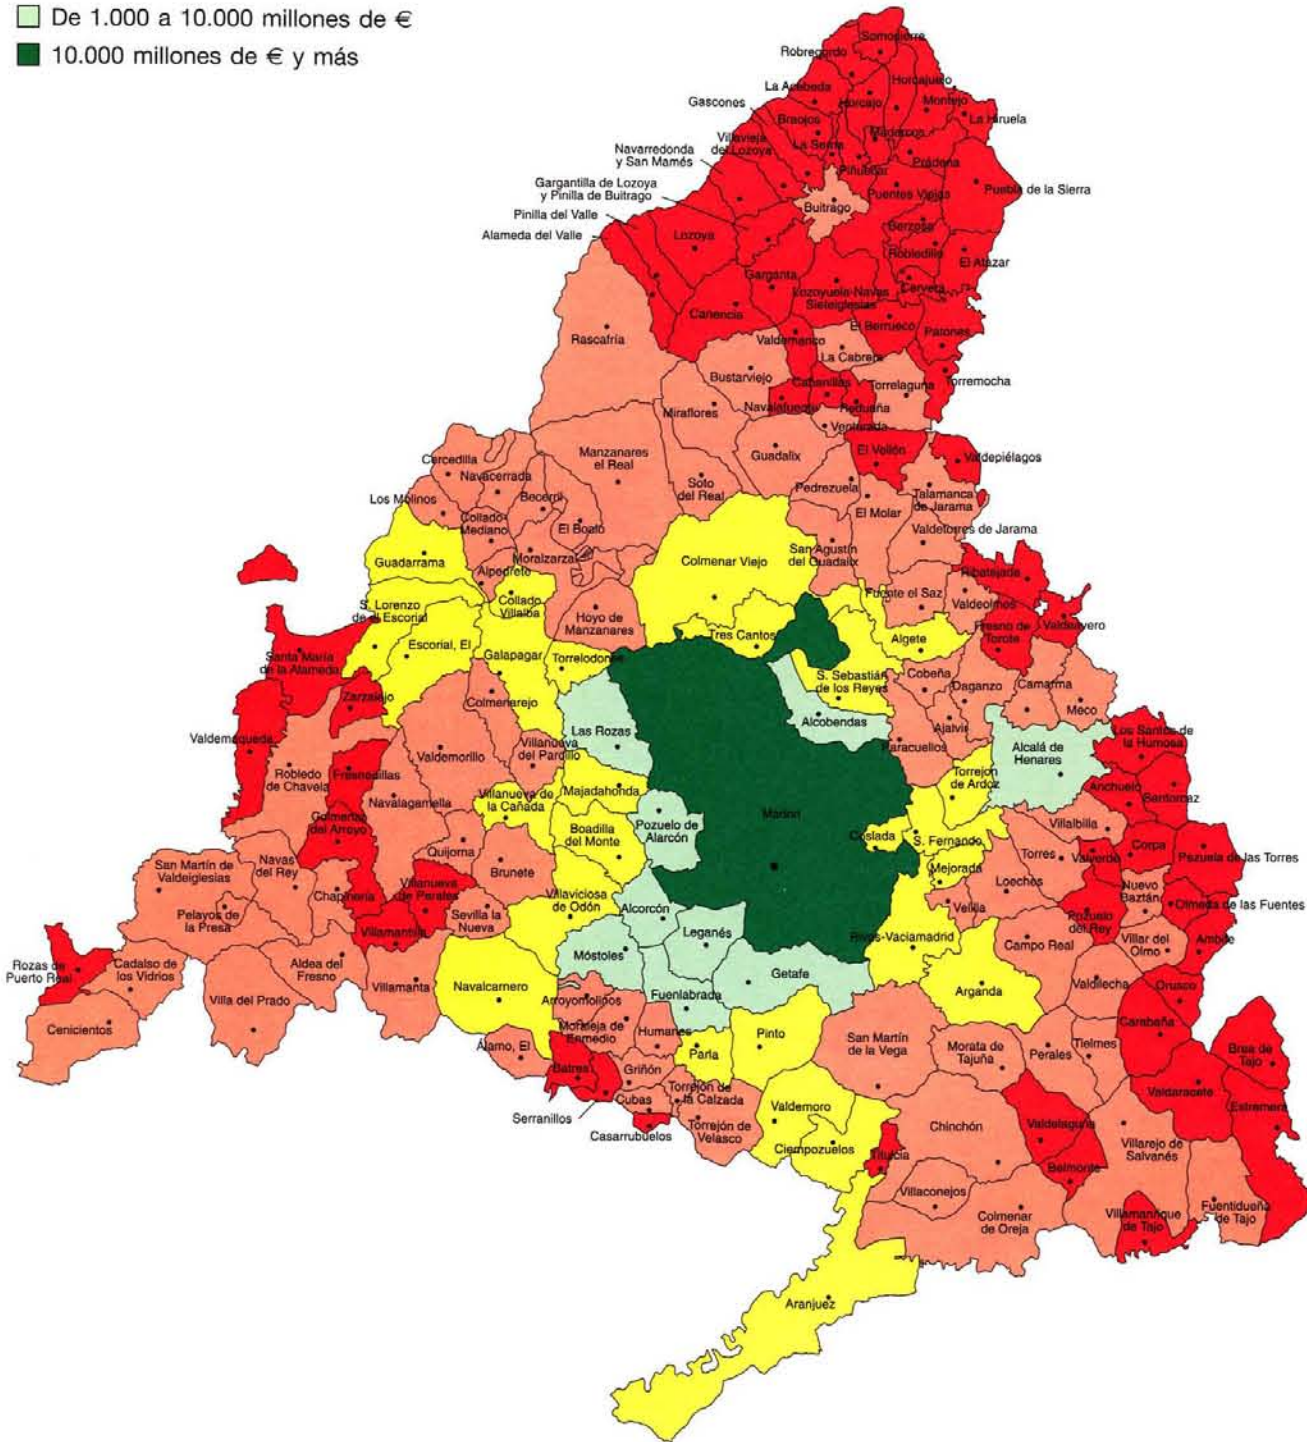 De 1.000 a 10.000 millones de €
10.000 millones de € y más
Somosierra
Robregordo
La Acebeda
Horcajuelo
Horcajo
Montejo
Gascones
Braojos
La Hiruela
Madarcos
Villavieja
del Lozoya
La Serna
Prádena
Navarredonda
y San Mamés
Piñuécar
Gargantilla de Lozoya
y Pinilla de Buitrago
Puentes Viejas
Puebla de la Sierra
Buitrago
Pinilla del Valle
Alameda del Valle
Lozoya
Berzosa
Robledillo
El Atazar
Garganta
Cervera
Lozoyuela-Navas
Sieteiglesias
Canencia
El Berrueco
Patones
Rascafría
Valdemanco
La Cabrera
Bustarviejo
Cabanillas
Torrelaguna
Torremocha
Navalafuente
Redueña
Miraflores
Venturada
Guadalix
El Vellón
Valdepiélagos
Manzanares
el Real
Cercedilla
Navacerrada
Soto
del Real
Pedrezuela
Talamanca
de Jarama
Los Molinos
Becerril
El Molar
Collado-
Mediano
El Boalo
Valdetorres de Jarama
San Agustín
del Guadalix
Guadarrama
Moralzarzal
Colmenar Viejo
Alpedrete
Ribatejada
Collado
Villalba
Fuente el Saz
Valdeolmos
S. Lorenzo
de el Escorial
Hoyo de
Manzanares
Fresno de
Torote
Valdeavero
Tres Cantos
Algete
Escorial, El
Santa María
de la Alameda
Galapagar
Torrelodones
Cobeña
S. Sebastián
de los Reyes
Daganzo
Camarma
Zarzalejo
Colmenarejo
Meco
Alcobendas
Ajalvir
Valdemaqueda
Las Rozas
Los Santos de
la Humosa
Valdemorillo
Villanueva
del Pardillo
Paracuellos
Alcalá de
Henares
Robledo
de Chavela
Fresnedillas
Torrejón
de Ardoz
Anchuelo
Santorcaz
Navalagamella
Villanueva de
la Cañada
Majadahonda
Colmenar
del Arroyo
Pozuelo de
Alarcón
Madrid
Villalbilla
Boadilla
del Monte
Coslada
S. Fernando
Quijorna
Corpa
Pezuela de las Torres
San Martín de
Valdeiglesias
Navas
del Rey
Brunete
Torres
Valverde
Mejorada
Loeches
Nuevo
Baztán
Chapinería
Villanueva
de Perales
Villaviciosa
de Odón
Velilla
Olmeda de las Fuentes
Pelayos de
la Presa
Sevilla la
Nueva
Alcorcón
Pozuelo
del Rey
Villamantilla
Leganés
Rivas-Vaciamadrid
Campo Real
Villar del
Olmo
Ambite
Móstoles
Rozas de
Puerto Real
Cadalso de
los Vidrios
Aldea del
Fresno
Getafe
Valdilecha
Villamanta
Arganda
Orusco
Navalcarnero
Fuenlabrada
Villa del Prado
Arroyomolinos
Carabaña
Cenicientos
Moraleja de
Enmedio
Humanes
Pinto
San Martín
de la Vega
Morata de
Tajuña
Tielmes
Perales
Brea de
Tajo
Álamo, El
Parla
Batres
Griñón
Valdaracete
Torrejón de
la Calzada
Estremera
Cubas
Valdemoro
Serranillos
Torrejón de
Velasco
Chinchón
Valdelaguna
Casarrubuelos
Ciempozuelos
Villarejo de
Salvanés
Titulcia
Belmonte
Villaconejos
Colmenar
de Oreja
Villamanrique
de Tajo
Fuentidueña
de Tajo
Aranjuez